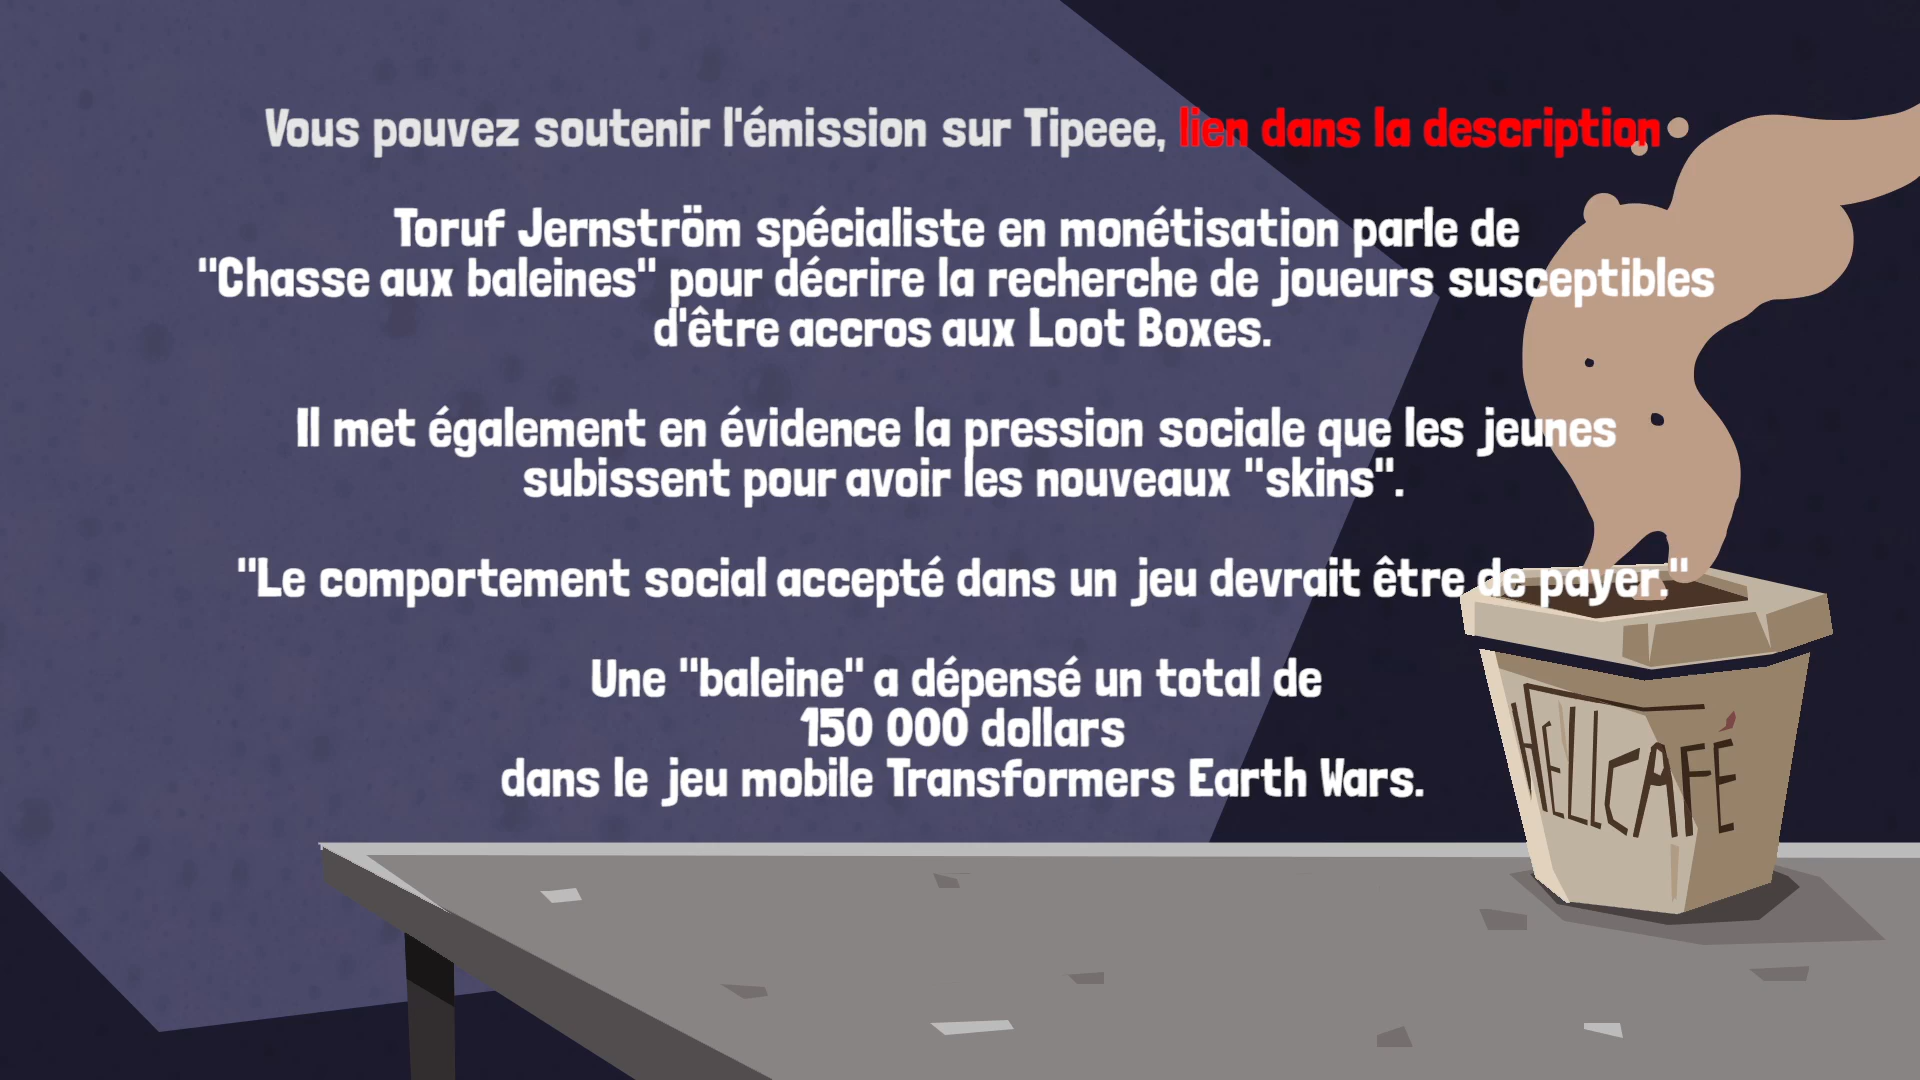 Vous pouvez soutenir l'émission sur Tipeee, lien dans la description
Toruf Jernström spécialiste en monétisation parle de
"Chasse aux baleines" pour décrire la recherche de joueurs susceptibles
d'être accros aux Loot Boxes.
Il met également en évidence la pression sociale que les jeunes
subissent pour avoir les nouveaux "skins".
"Le comportement social accepté dans un jeu devrait être de payer."
Une "baleine" a dépensé un total de
150 000 dollars
dans le jeu mobile Transformers Earth Wars.
HELLCAFÉ